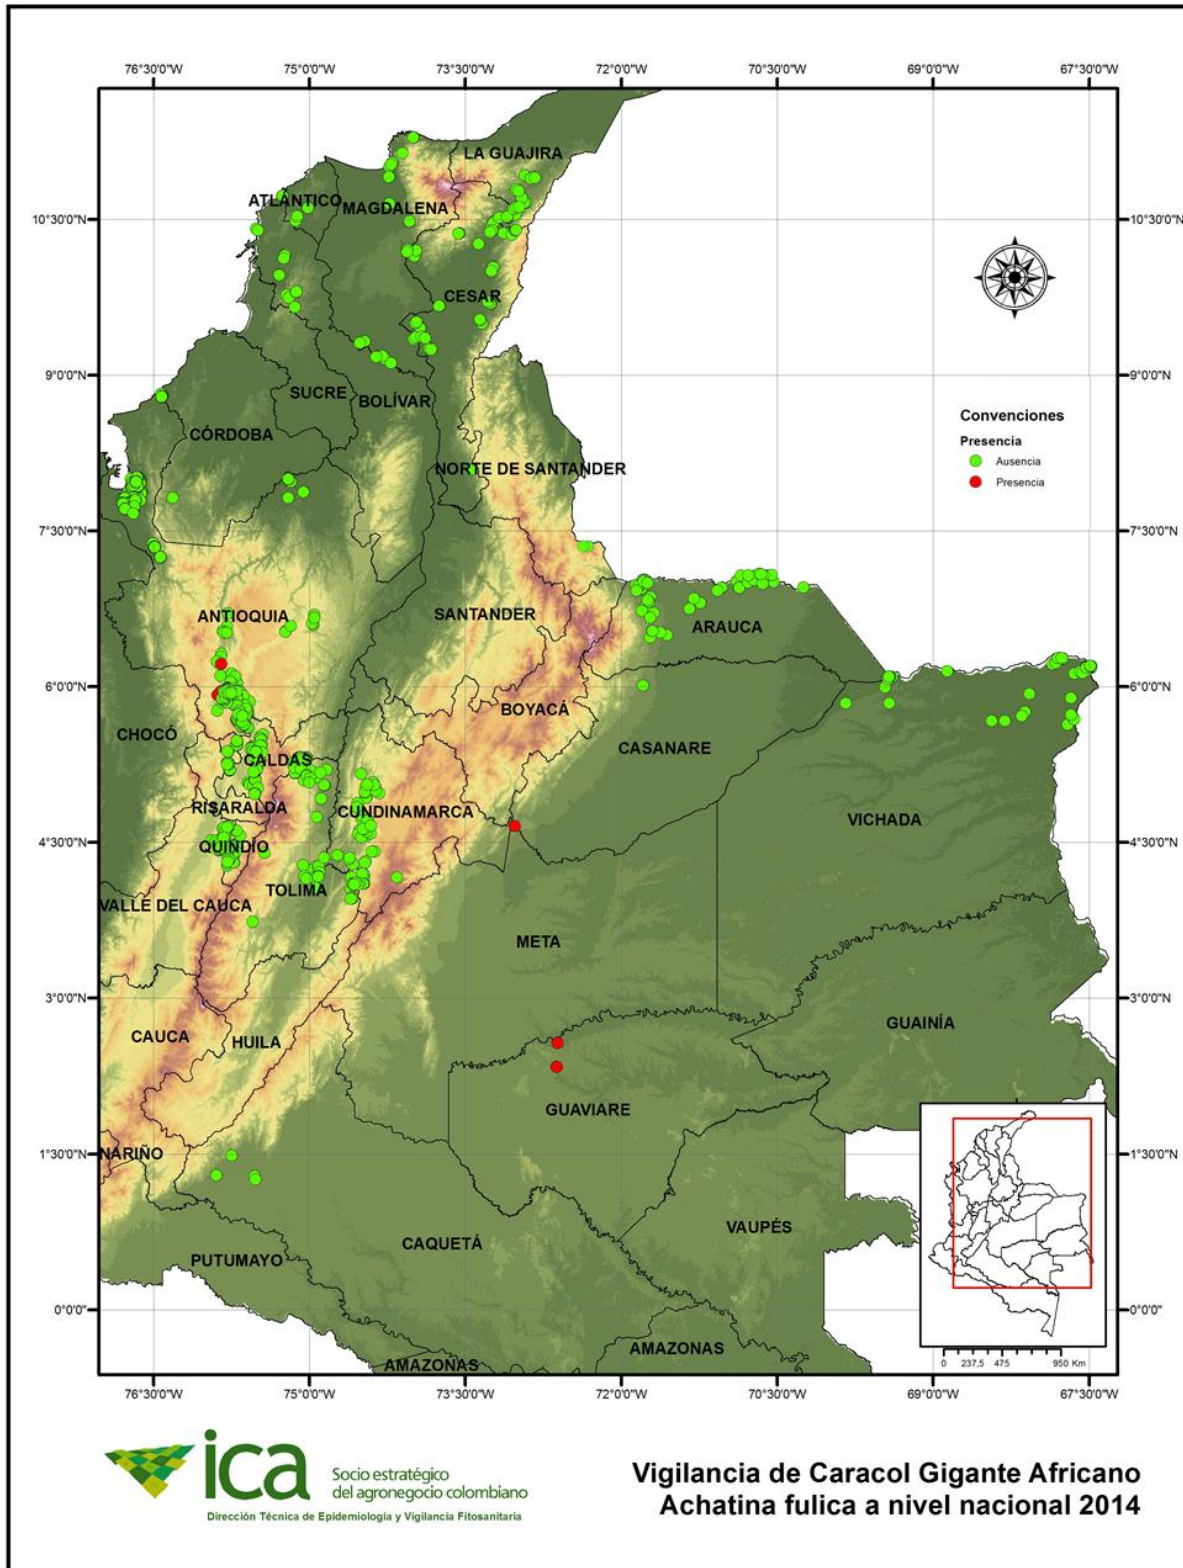 76°30'0"W 75°0'0"W 73°30'0"W 72°0'0"W 70°30'0"W 69°0'0"W 67°30'0"W
LA GUAJIRA
ATLÁNTICO
MAGDALENA
10°30'0"N 10°30'0"N
CESAR
9°0'0"N 9°0'0"N
SUCRE
BOLÍVAR
Convenciones
CÓRDOBA
Presencia
Ausencia
NORTE DE SANTANDER
Presencia
7°30'0"N 7°30'0"N
ANTIOQUIA
SANTANDER
ARAUCA
6°0'0"N 6°0'0"N
BOYACÁ
CHOCÓ
CASANARE
CALDAS
RISARALDA
CUNDINAMARCA
VICHADA
4°30'0"N 4°30'0"N
QUINDÍO
TOLIMA
VALLE DEL CAUCA
META
3°0'0"N 3°0'0"N
GUAINÍA
CAUCA
HUILA
GUAVIARE
1°30'0"N 1°30'0"N
NARIÑO
VAUPÉS
CAQUETÁ
PUTUMAYO
0°0'0" 0°0'0"
AMAZONAS
AMAZONAS
0 237,5 475 950 Km
76°30'0"W 75°0'0"W 73°30'0"W 72°0'0"W 70°30'0"W 69°0'0"W 67°30'0"W
ica
Socio estratégico
del agronegocio colombiano
Dirección Técnica de Epidemiología y Vigilancia Fitosanitaria
Vigilancia de Caracol Gigante Africano
Achatina fulica a nivel nacional 2014